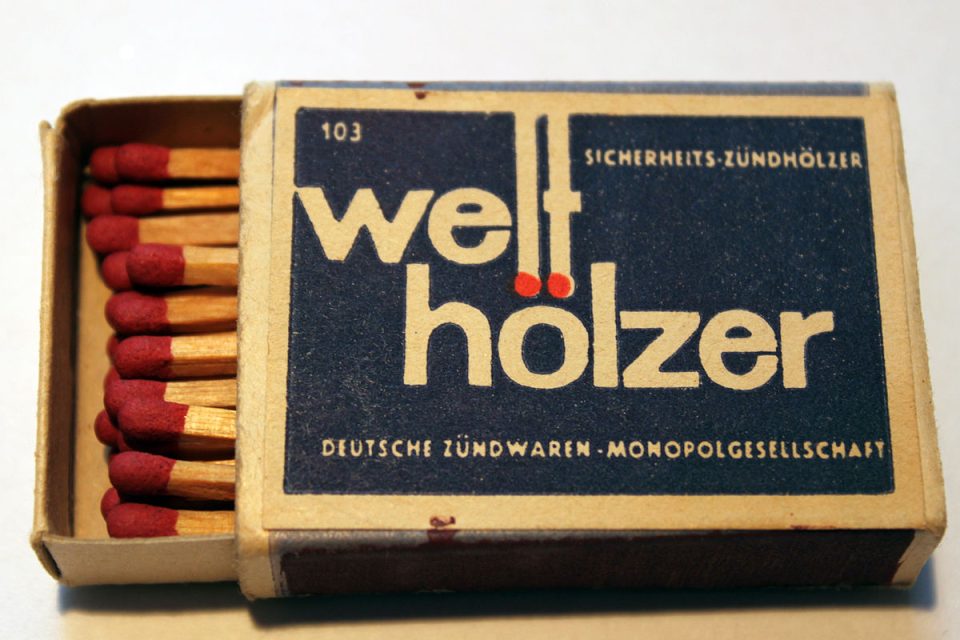 103
SICHERHEITS-ZÜNDHÖLZER
welt
hölzer
DEUTSCHE ZÜNDWAREN-MONOPOLGESELLSCHAFT